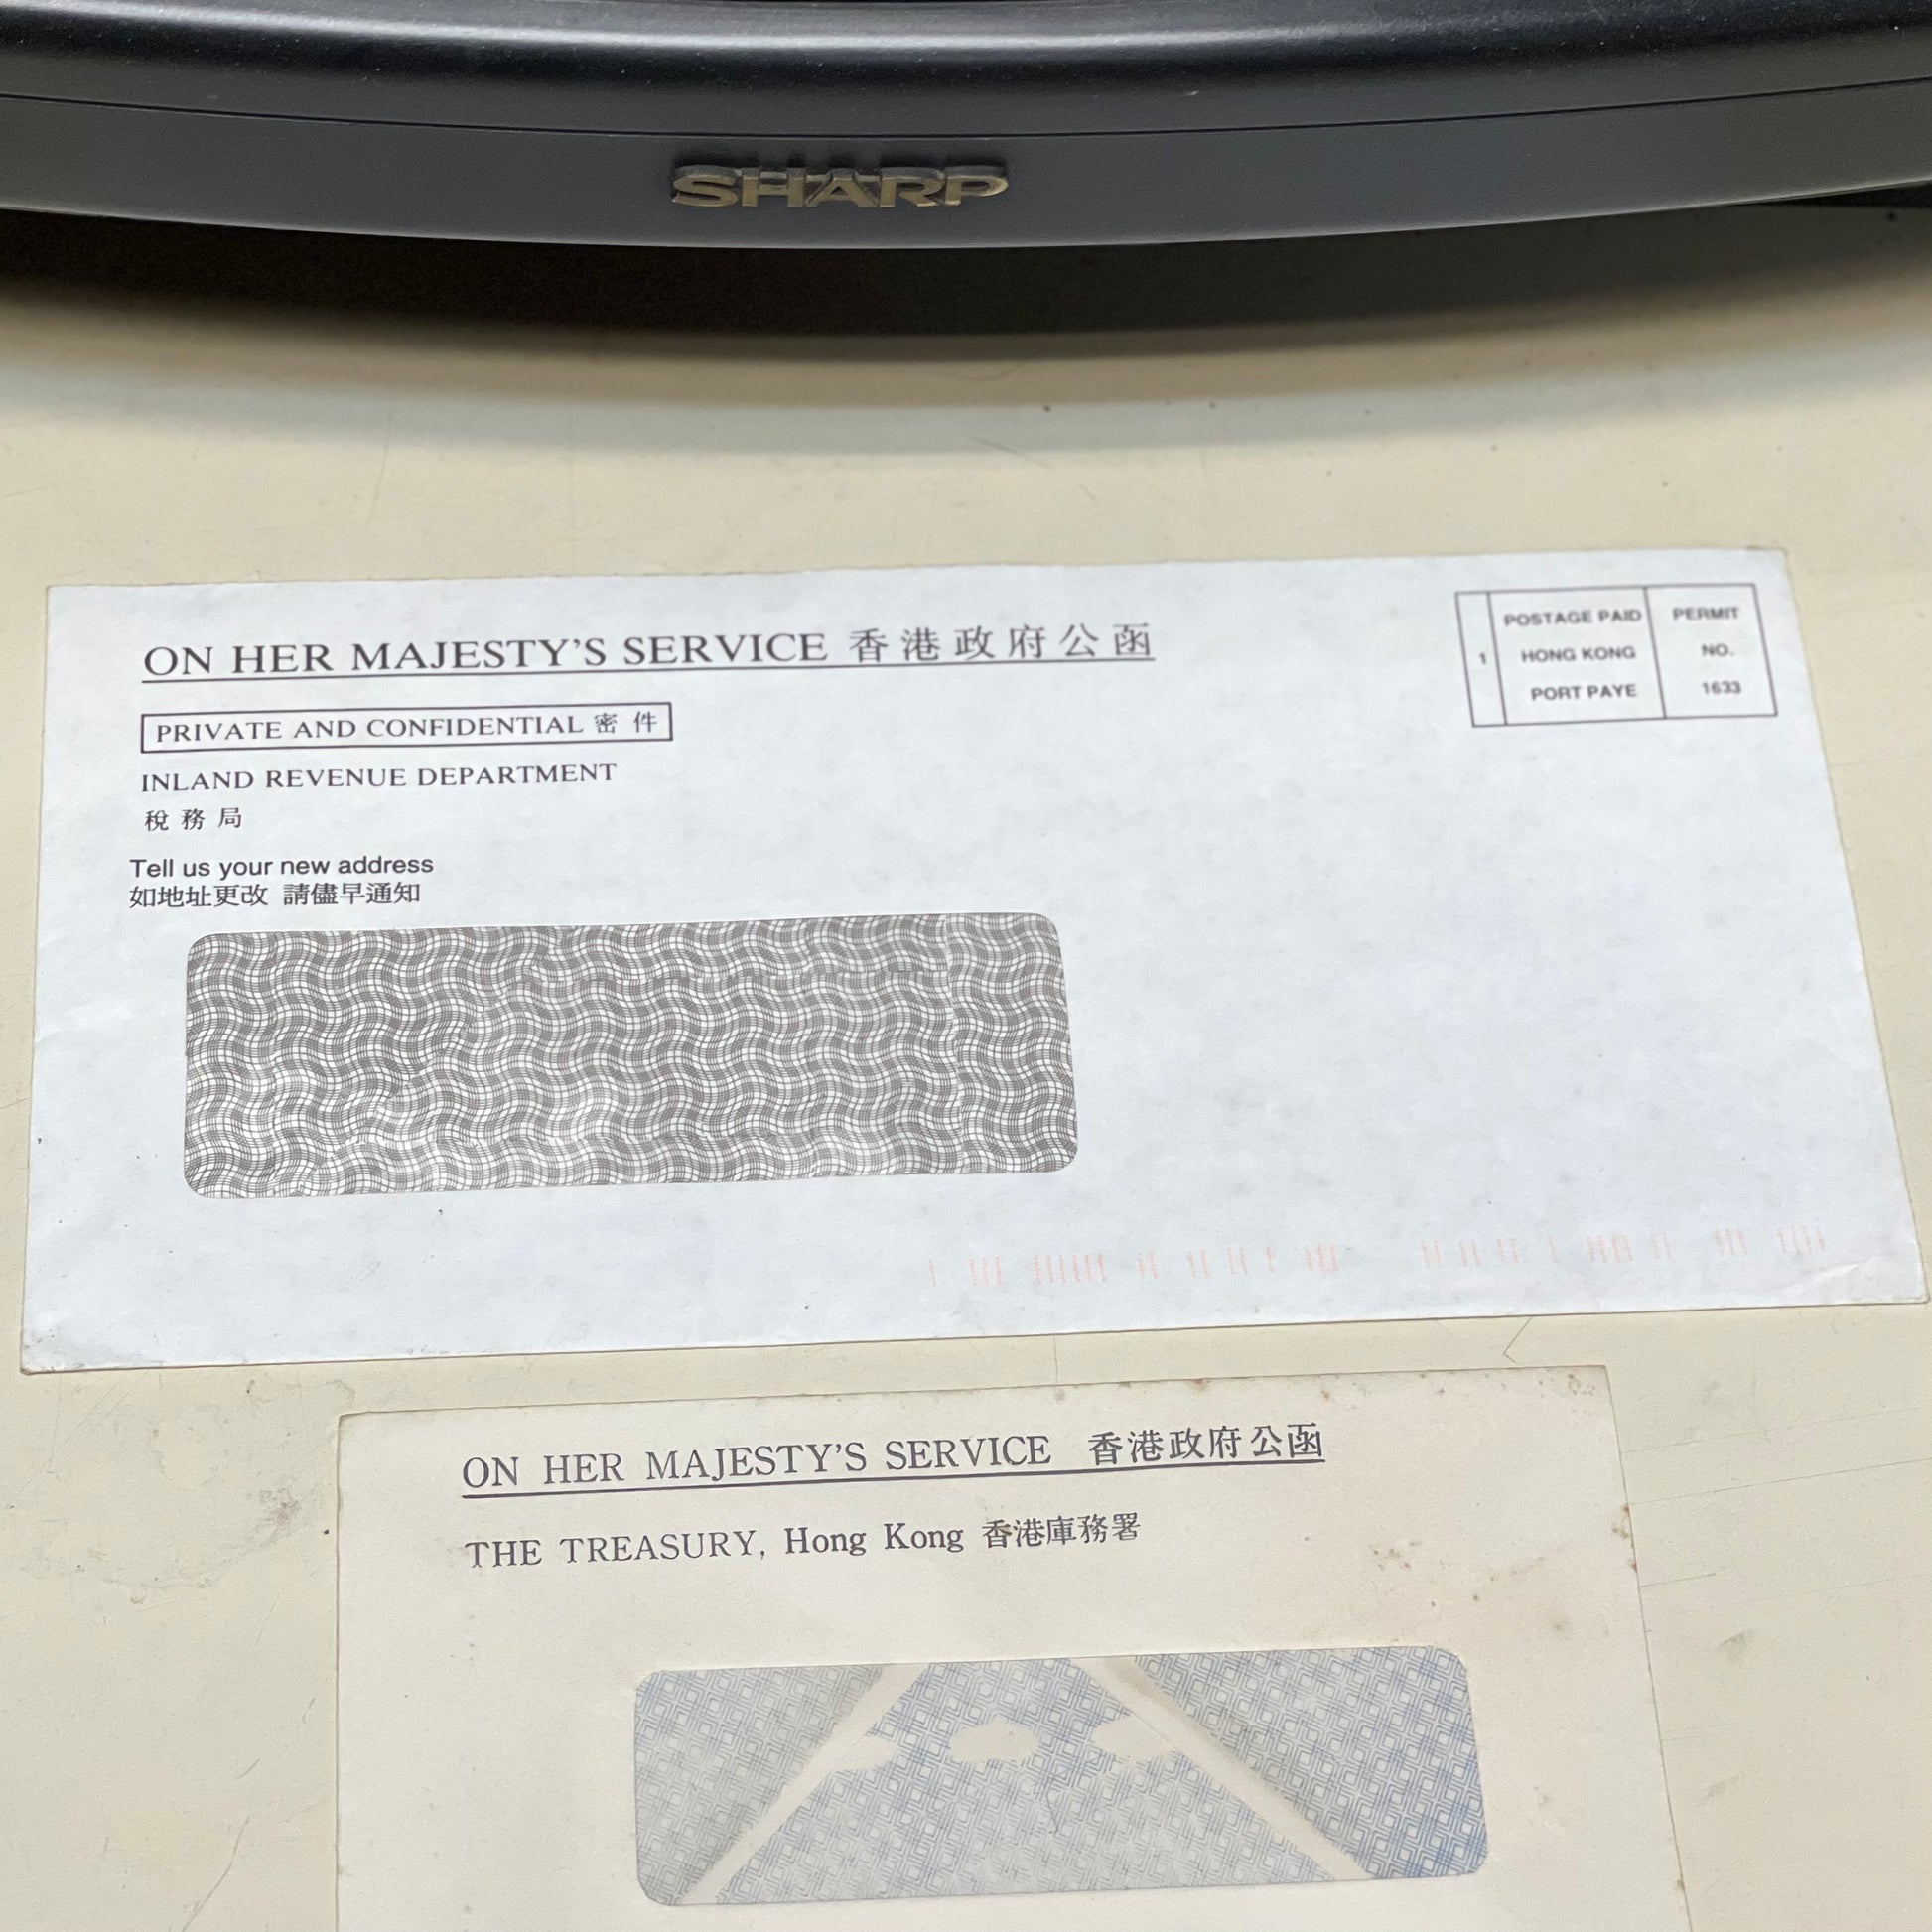 SHARP
ON HER MAJESTY'S SERVICE 香港政府公函
PRIVATE AND CONFIDENTIAL 密件
INLAND REVENUE DEPARTMENT
稅務局
Tell us your new address
如地址更改 請儘早通知
1
POSTAGE PAID
HONG KONG
PORT PAYE
PERMIT
NO.
1633
ON HER MAJESTY'S SERVICE 香港政府公函
THE TREASURY, Hong Kong 香港庫務署